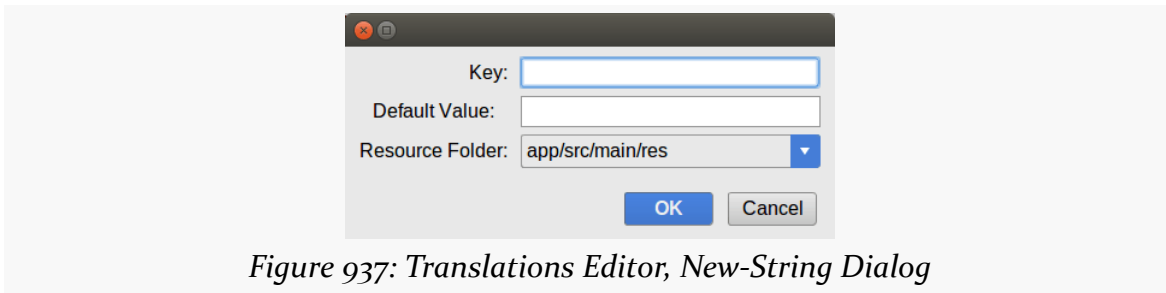 Key:
Default Value:
Resource Folder: app/src/main/res
OK Cancel
Figure 937: Translations Editor, New-String Dialog